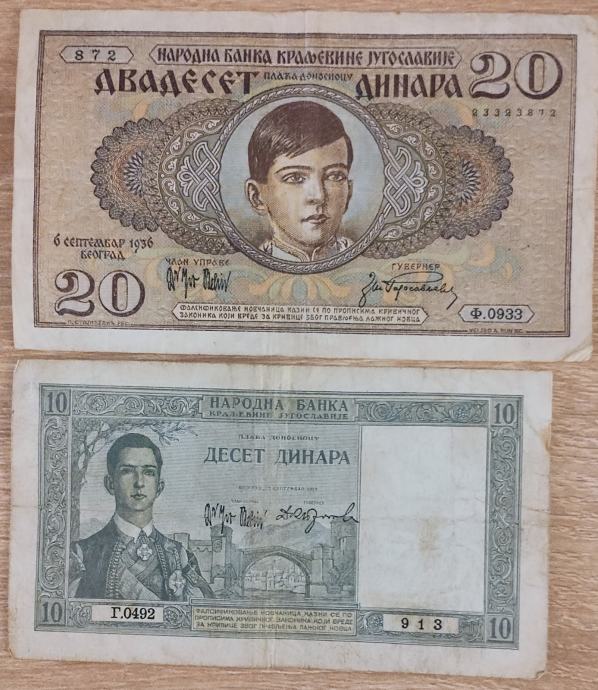 872
НАРОДНА БАНКА КРАЉЕВИНЕ ЈУГОСЛАВИЈЕ
ДВАДЕСЕТ ПЛАЋА ДОНОСИОЦУ ДИНАРА 20
23323872
6 СЕПТЕМБАР 1936
БЕОГРАД
ЧЛАН УПРАВЕ
ГУВЕРНЕР
20
ФАЛСИФИКОВАЊЕ НОВЧАНИЦА КАЗНИ СЕ ПО ПРОПИСИМА КРИВИЧНОГ
ЗАКОНИКА КОЈИ ВРЕДЕ ЗА КРИВИЦЕ ЗБОГ ПРАВЉЕЊА ЛАЖНОГ НОВЦА
Ф.0933
10
НАРОДНА БАНКА
КРАЉЕВИНЕ ЈУГОСЛАВИЈЕ
10
ПЛАЋА ДОНОСИОЦУ
ДЕСЕТ ДИНАРА
10
Г.0492
ФАЛСИФИКОВАЊЕ НОВЧАНИЦА КАЗНИ СЕ ПО
ПРОПИСИМА КРИВИЧНОГ ЗАКОНИКА КОЈИ ВРЕДЕ
ЗА КРИВИЦЕ ЗБОГ ПРАВЉЕЊА ЛАЖНОГ НОВЦА
913
10